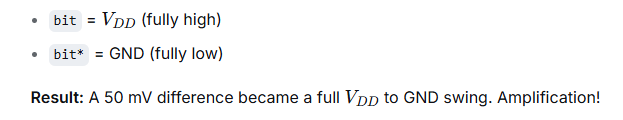 • bit = V_DD (fully high)
• bit* = GND (fully low)
Result: A 50 mV difference became a full V_DD to GND swing. Amplification!